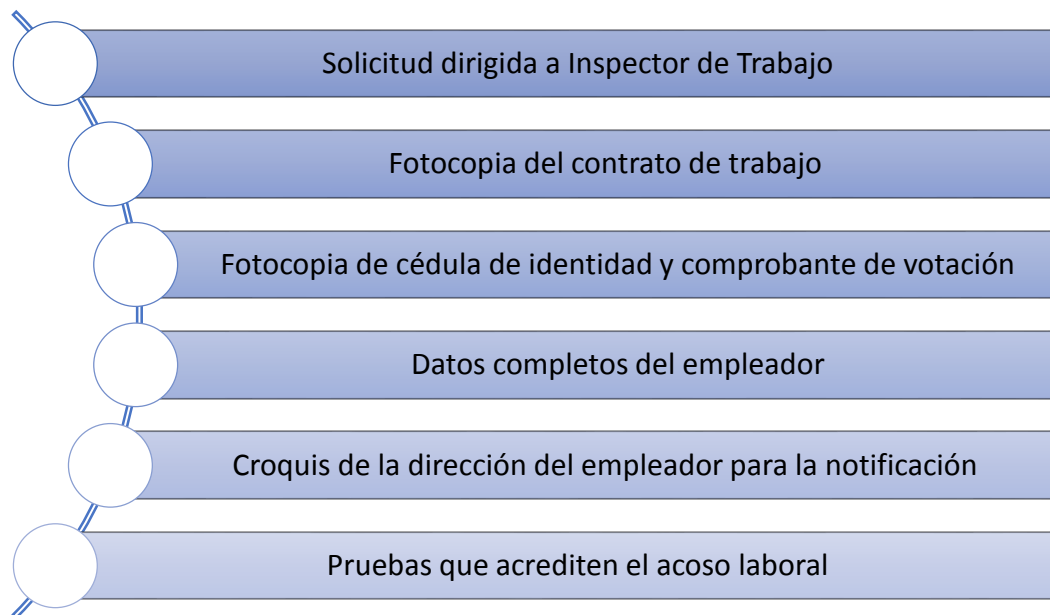 Solicitud dirigida a Inspector de Trabajo
Fotocopia del contrato de trabajo
Fotocopia de cédula de identidad y comprobante de votación
Datos completos del empleador
Croquis de la dirección del empleador para la notificación
Pruebas que acrediten el acoso laboral